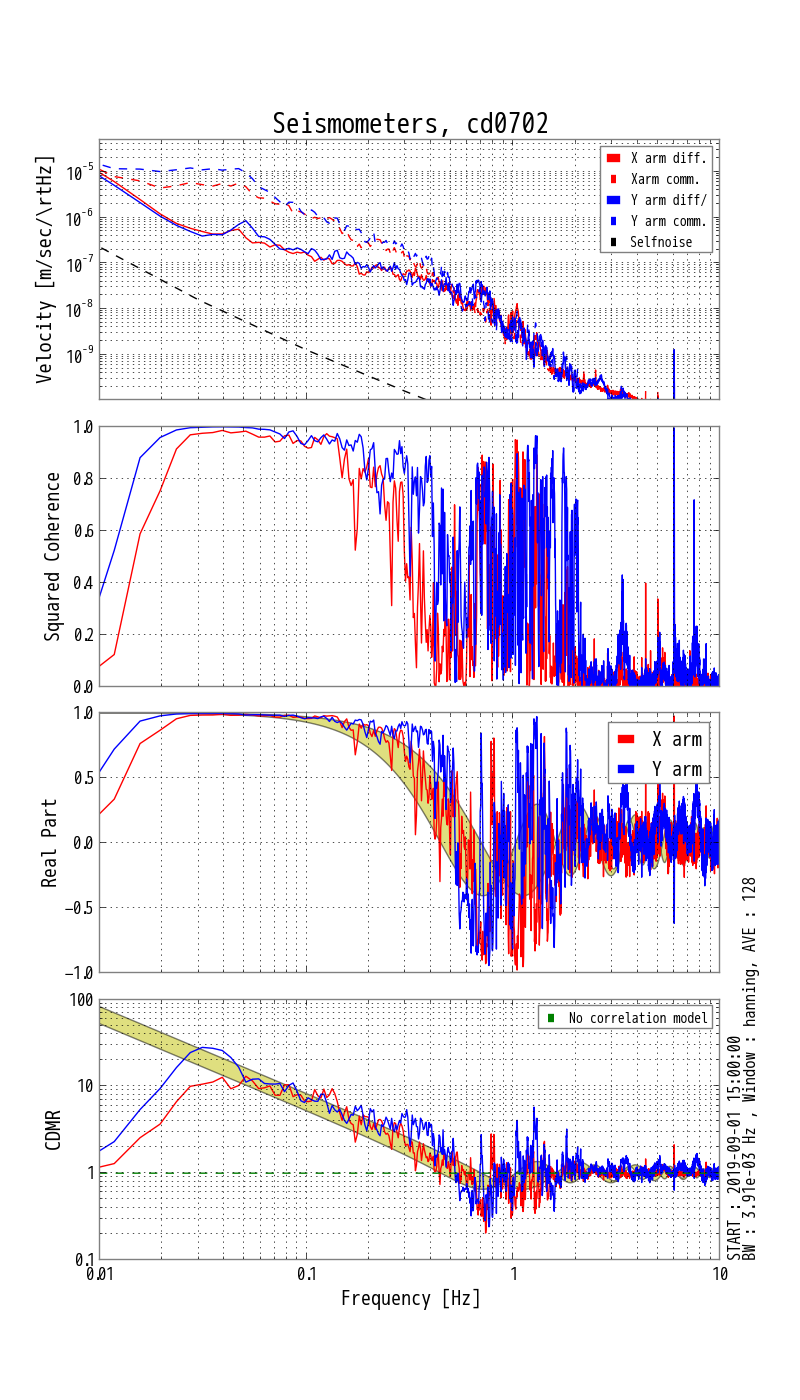 Seismometers, cd0702
Velocity [m/sec/\rtHz]
10-5
10-6
10-7
10-8
10-9
X arm diff.
Xarm comm.
Y arm diff/
Y arm comm.
Selfnoise
Squared Coherence
1.0
0.8
0.6
0.4
0.2
0.0
Real Part
1.0
0.5
0.0
−0.5
−1.0
X arm
Y arm
CDMR
100
10
1
0.1
No correlation model
0.01
0.1
1
10
Frequency [Hz]
START : 2019-09-01 15:00:00
BW : 3.91e-03 Hz , Window : hanning, AVE : 128